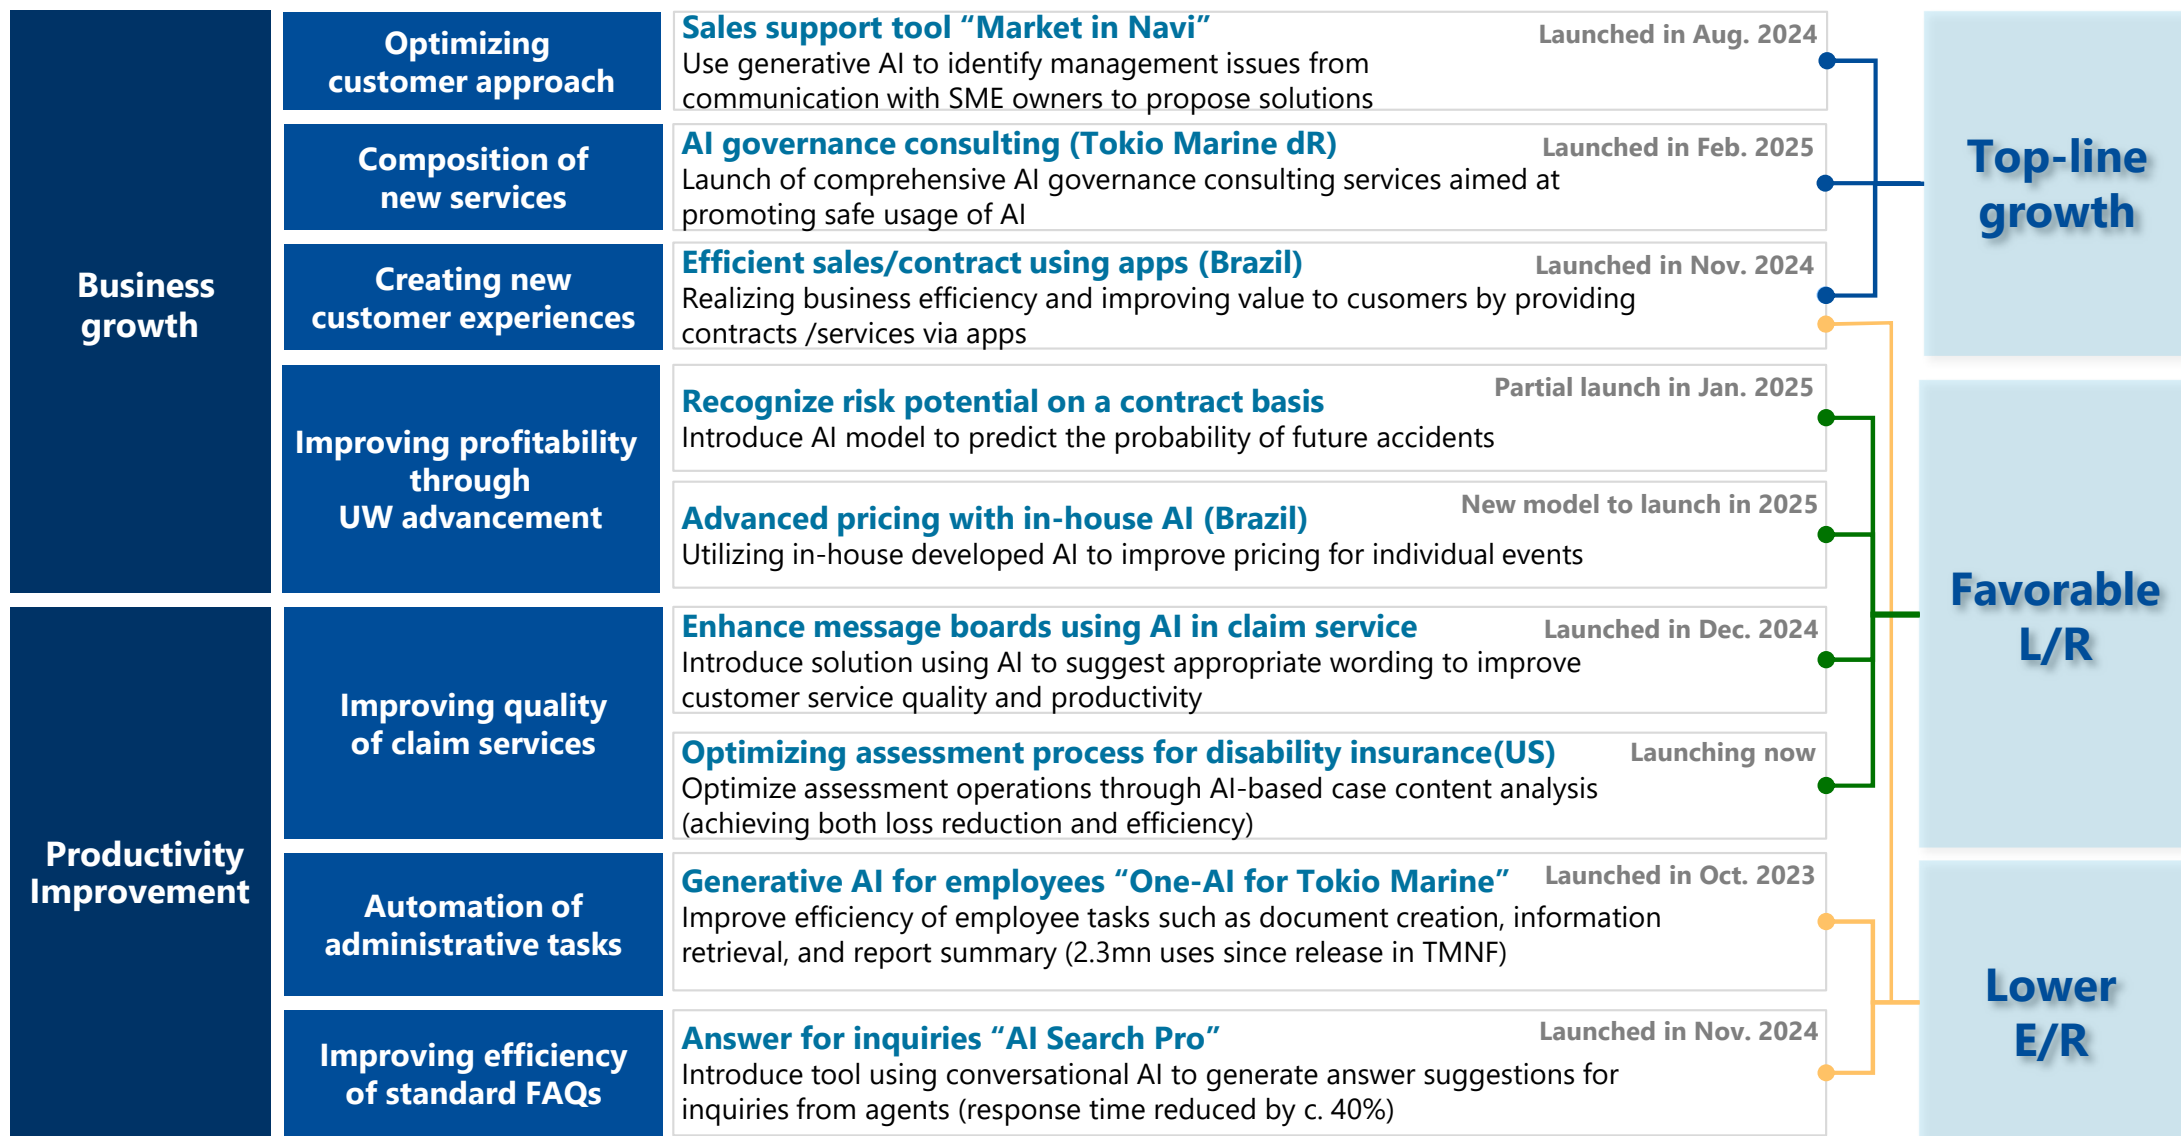 Business
growth
Optimizing
customer approach
Sales support tool “Market in Navi”
Launched in Aug. 2024
Use generative AI to identify management issues from
communication with SME owners to propose solutions
Composition of
new services
AI governance consulting (Tokio Marine dR)
Launched in Feb. 2025
Launch of comprehensive AI governance consulting services aimed at
promoting safe usage of AI
Creating new
customer experiences
Efficient sales/contract using apps (Brazil)
Launched in Nov. 2024
Realizing business efficiency and improving value to cusomers by providing
contracts /services via apps
Top-line
growth
Improving profitability
through
UW advancement
Recognize risk potential on a contract basis
Partial launch in Jan. 2025
Introduce AI model to predict the probability of future accidents
Advanced pricing with in-house AI (Brazil)
New model to launch in 2025
Utilizing in-house developed AI to improve pricing for individual events
Productivity
Improvement
Improving quality
of claim services
Enhance message boards using AI in claim service
Launched in Dec. 2024
Introduce solution using AI to suggest appropriate wording to improve
customer service quality and productivity
Optimizing assessment process for disability insurance(US)
Launching now
Optimize assessment operations through AI-based case content analysis
(achieving both loss reduction and efficiency)
Favorable
L/R
Automation of
administrative tasks
Generative AI for employees “One-AI for Tokio Marine”
Launched in Oct. 2023
Improve efficiency of employee tasks such as document creation, information
retrieval, and report summary (2.3mn uses since release in TMNF)
Improving efficiency
of standard FAQs
Answer for inquiries “AI Search Pro”
Launched in Nov. 2024
Introduce tool using conversational AI to generate answer suggestions for
inquiries from agents (response time reduced by c. 40%)
Lower
E/R